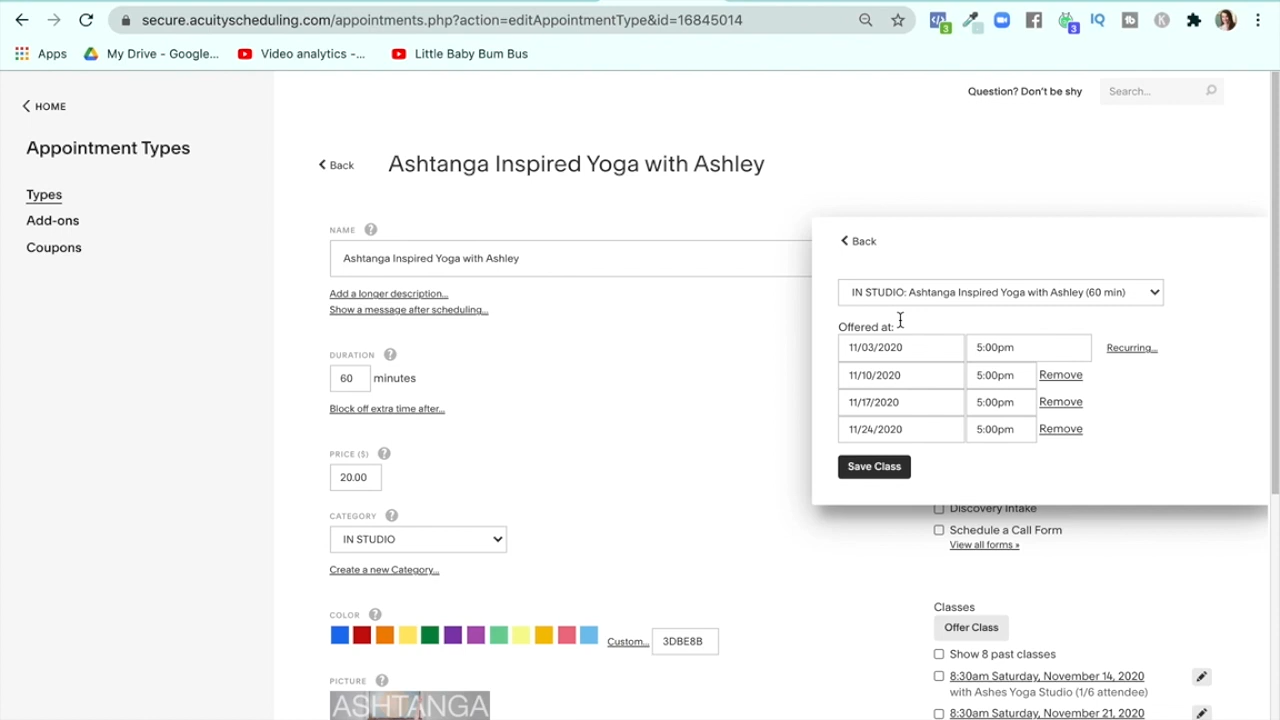 secure.acuityscheduling.com/appointments.php?action=editAppointmentType&id=16845014
3
3
Apps
My Drive - Google...
Video analytics -...
Little Baby Bum Bus
HOME
Question? Don't be shy
Search...
Appointment Types
Back
Ashtanga Inspired Yoga with Ashley
Types
Add-ons
Coupons
NAME ?
Ashtanga Inspired Yoga with Ashley
Add a longer description...
Show a message after scheduling...
DURATION ?
60 minutes
Block off extra time after...
PRICE ($) ?
20.00
CATEGORY ?
IN STUDIO
Create a new Category...
COLOR ?
Custom... 3DBE8B
PICTURE ?
ASHTANGA
Back
IN STUDIO: Ashtanga Inspired Yoga with Ashley (60 min)
Offered at:
11/03/2020 5:00pm Recurring...
11/10/2020 5:00pm Remove
11/17/2020 5:00pm Remove
11/24/2020 5:00pm Remove
Save Class
Discovery Intake
Schedule a Call Form
View all forms »
Classes
Offer Class
Show 8 past classes
8:30am Saturday, November 14, 2020
with Ashes Yoga Studio (1/6 attendee)
8:30am Saturday, November 21, 2020